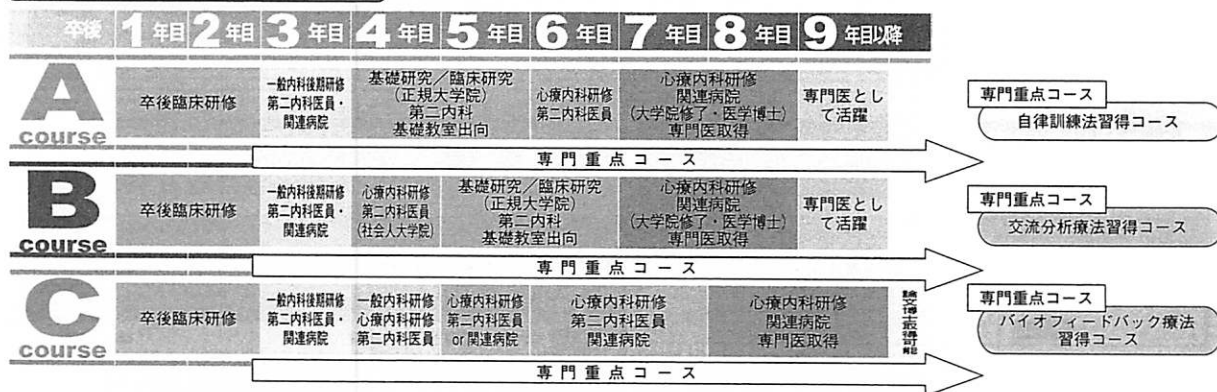 卒後 1年目 2年目 3年目 4年目 5年目 6年目 7年目 8年目 9年目以降
A
course
卒後臨床研修
一般内科後期研修
第二内科医員・
関連病院
基礎研究／臨床研究
(正規大学院)
第二内科
基礎教室出向
心療内科研修
第二内科医員
心療内科研修
関連病院
(大学院修了・医学博士)
専門医取得
専門医とし
て活躍
専門重点コース
専門重点コース
自律訓練法習得コース
B
course
卒後臨床研修
一般内科後期研修
第二内科医員・
関連病院
心療内科研修
第二内科医員
(社会人大学院)
基礎研究／臨床研究
(正規大学院)
第二内科
基礎教室出向
心療内科研修
関連病院
(大学院修了・医学博士)
専門医取得
専門医とし
て活躍
専門重点コース
専門重点コース
交流分析療法習得コース
C
course
卒後臨床研修
一般内科後期研修
第二内科医員・
関連病院
一般内科研修
心療内科研修
第二内科医員
心療内科研修
第二内科医員
or関連病院
心療内科研修
第二内科医員
関連病院
心療内科研修
関連病院
専門医取得
論文博士取得可能
専門重点コース
専門重点コース
バイオフィードバック療法
習得コース